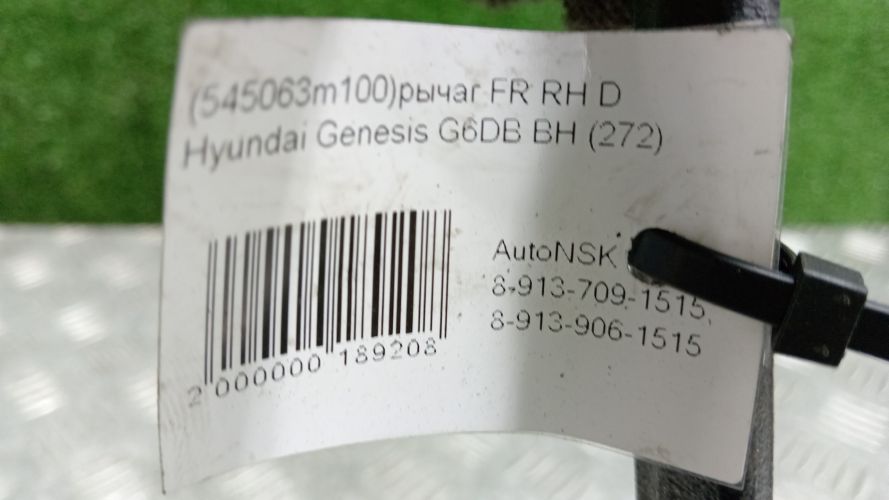 (545063m100)рычаг FR RH D
Hyundai Genesis G6DB BH (272)
AutoNSK
8-913-709-1515,
8-913-906-1515
2 000000 189208